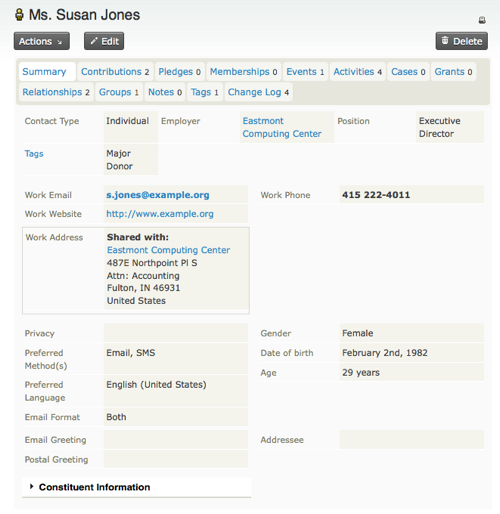 Ms. Susan Jones
Actions Edit Delete
Summary Contributions 2 Pledges 0 Memberships 0 Events 1 Activities 4 Cases 0 Grants 0
Relationships 2 Groups 1 Notes 0 Tags 1 Change Log 4
Contact Type Individual Employer Eastmont Position Executive
Computing Center Director
Tags Major
Donor
Work Email s.jones@example.org Work Phone 415 222-4011
Work Website http://www.example.org
Work Address Shared with:
Eastmont Computing Center
487E Northpoint Pl S
Attn: Accounting
Fulton, IN 46931
United States
Privacy Gender Female
Preferred Email, SMS Date of birth February 2nd, 1982
Method(s)
Age 29 years
Preferred English (United States)
Language
Email Format Both
Email Greeting Addressee
Postal Greeting
Constituent Information